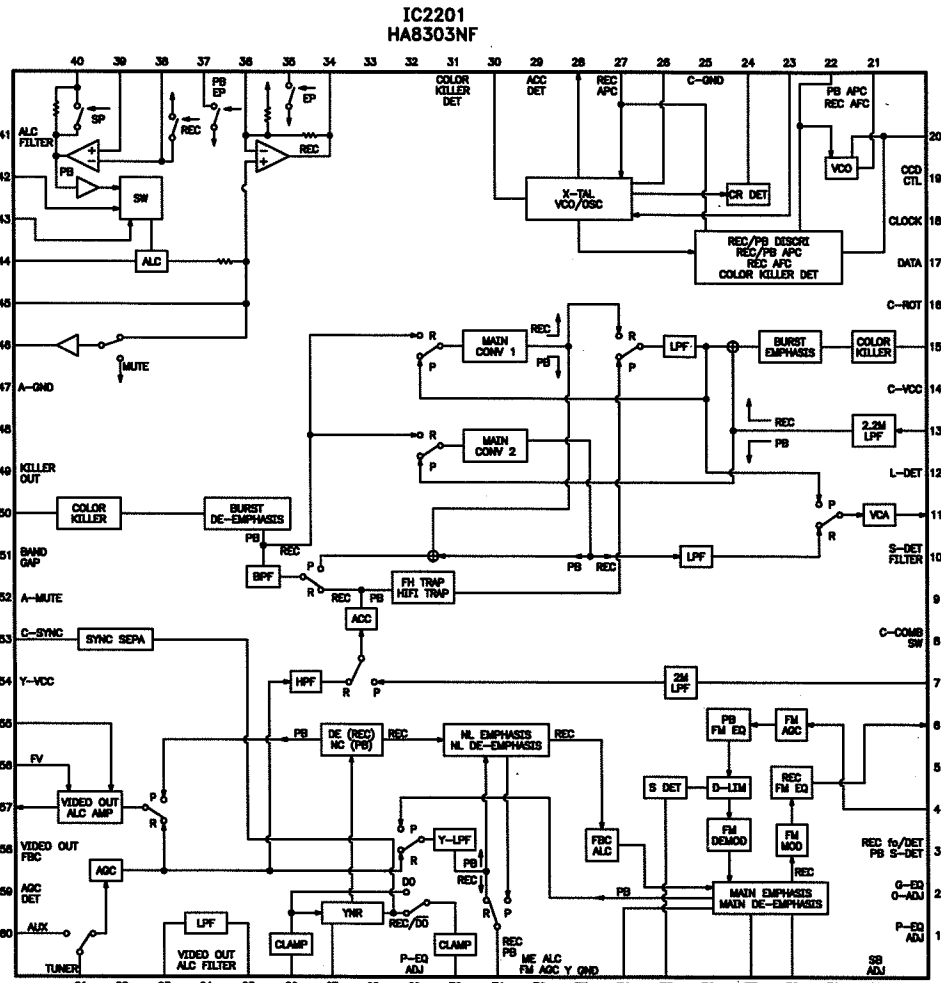 IC2201
HA8303NF
40 39 38 37 36 35 34 33 32 31 30 29 28 27 26 25 24 23 22 21
PB
EP
COLOR
KILLER
DET
ACC
DET
REC
APC
C-GND
PB APC
REC AFC
EP
SP
REC
41
ALC
FILTER
REC
PB
VCO
20
42
SW
X-TAL
VCO/OSC
CR DET
CCD
CTL
19
43
CLOCK
18
44
ALC
REC/PB DISCRI
REC/PB APC
REC AFC
COLOR KILLER DET
DATA
17
45
C-ROT
16
46
MUTE
R
P
MAIN
CONV 1
REC
PB
R
P
LPF
BURST
EMPHASIS
COLOR
KILLER
15
47
A-GND
C-VCC
14
48
R
P
MAIN
CONV 2
REC
PB
2.2M
LPF
13
49
KILLER
OUT
L-DET
12
50
COLOR
KILLER
BURST
DE-EMPHASIS
P
R
VCA
11
PB
REC
51
BAND
GAP
BPF
P
R
PB
REC
LPF
S-DET
FILTER
10
52
A-MUTE
REC
PB
FH TRAP
HIFI TRAP
9
ACC
53
C-SYNC
SYNC SEPA
C-COMB
SW
8
54
Y-VCC
HPF
R
P
2M
LPF
7
55
PB
DE (REC)
NC (PB)
REC
NL EMPHASIS
NL DE-EMPHASIS
REC
PB
FM EQ
FM
AGC
6
56
FV
S DET
D-LIM
REC
FM EQ
5
57
VIDEO OUT
ALC AMP
P
R
4
58
VIDEO OUT
FBC
P
R
Y-LPF
PB
REC
FBC
ALC
FM
DEMOD
FM
MOD
REC fo/DET
PB S-DET
3
AGC
DO
REC
59
AGC
DET
YNR
REC/DO
R
P
PB
MAIN EMPHASIS
MAIN DE-EMPHASIS
G-EQ
O-ADJ
2
60
AUX
LPF
CLAMP
CLAMP
REC
PB
P-EQ
ADJ
1
TUNER
VIDEO OUT
ALC FILTER
P-EQ
ADJ
ME ALC
FM AGC Y GND
SB
ADJ